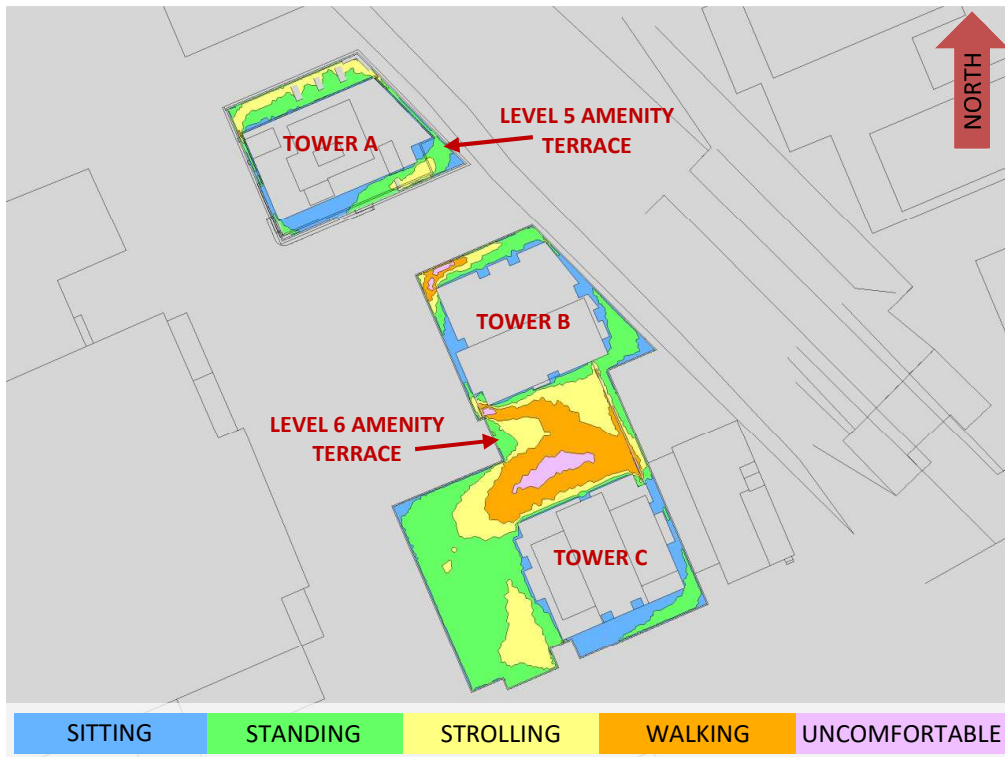 NORTH
LEVEL 5 AMENITY
TERRACE
TOWER A
TOWER B
LEVEL 6 AMENITY
TERRACE
TOWER C
SITTING
STANDING
STROLLING
WALKING
UNCOMFORTABLE